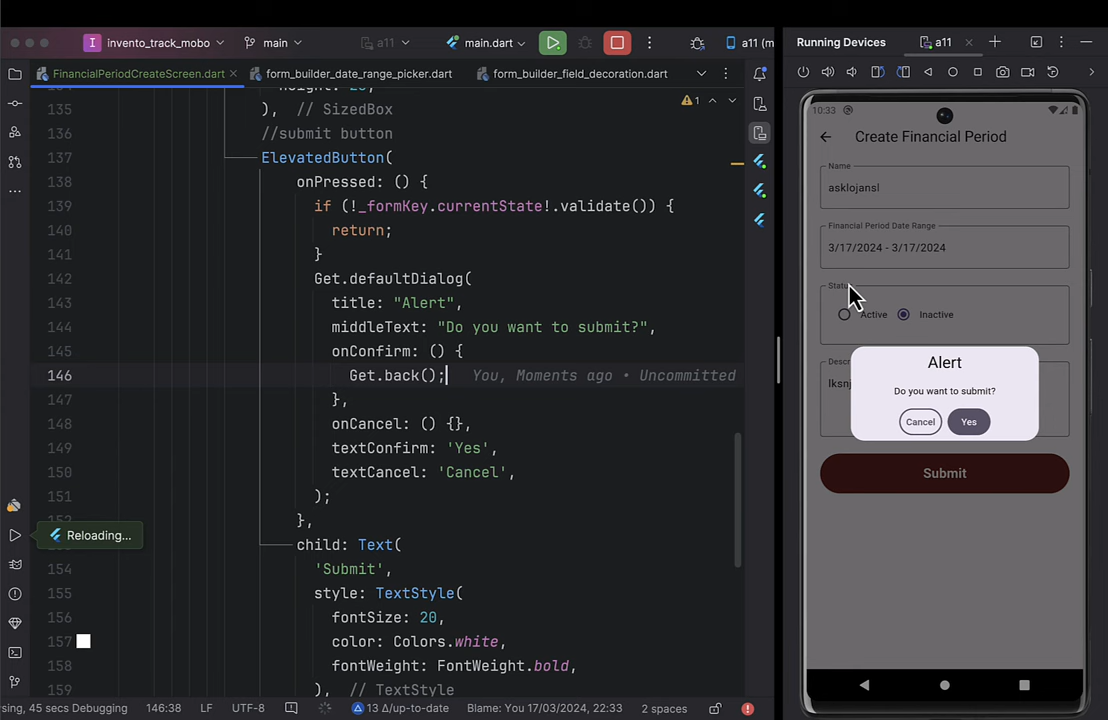 invento_track_mobo
main
a11
main.dart
a11 (m
Running Devices
a11
FinancialPeriodCreateScreen.dart
form_builder_date_range_picker.dart
form_builder_field_decoration.dart
1
135 ), // SizedBox
136 //submit button
137 ElevatedButton(
138 onPressed: () {
139 if (!_formKey.currentState!.validate()) {
140 return;
141 }
142 Get.defaultDialog(
143 title: "Alert",
144 middleText: "Do you want to submit?",
145 onConfirm: () {
146 Get.back(); You, Moments ago • Uncommitted
147 },
148 onCancel: () {},
149 textConfirm: 'Yes',
150 textCancel: 'Cancel',
151 );
152 },
153 child: Text(
154 'Submit',
155 style: TextStyle(
156 fontSize: 20,
157 color: Colors.white,
158 fontWeight: FontWeight.bold,
159 ), // TextStyle
Reloading...
sing, 45 secs Debugging
146:38
LF
UTF-8
13 Δ/up-to-date
Blame: You 17/03/2024, 22:33
2 spaces
10:33
Create Financial Period
Name
asklojansl
Financial Period Date Range
3/17/2024 - 3/17/2024
Active
Inactive
Alert
Do you want to submit?
Cancel
Yes
Submit